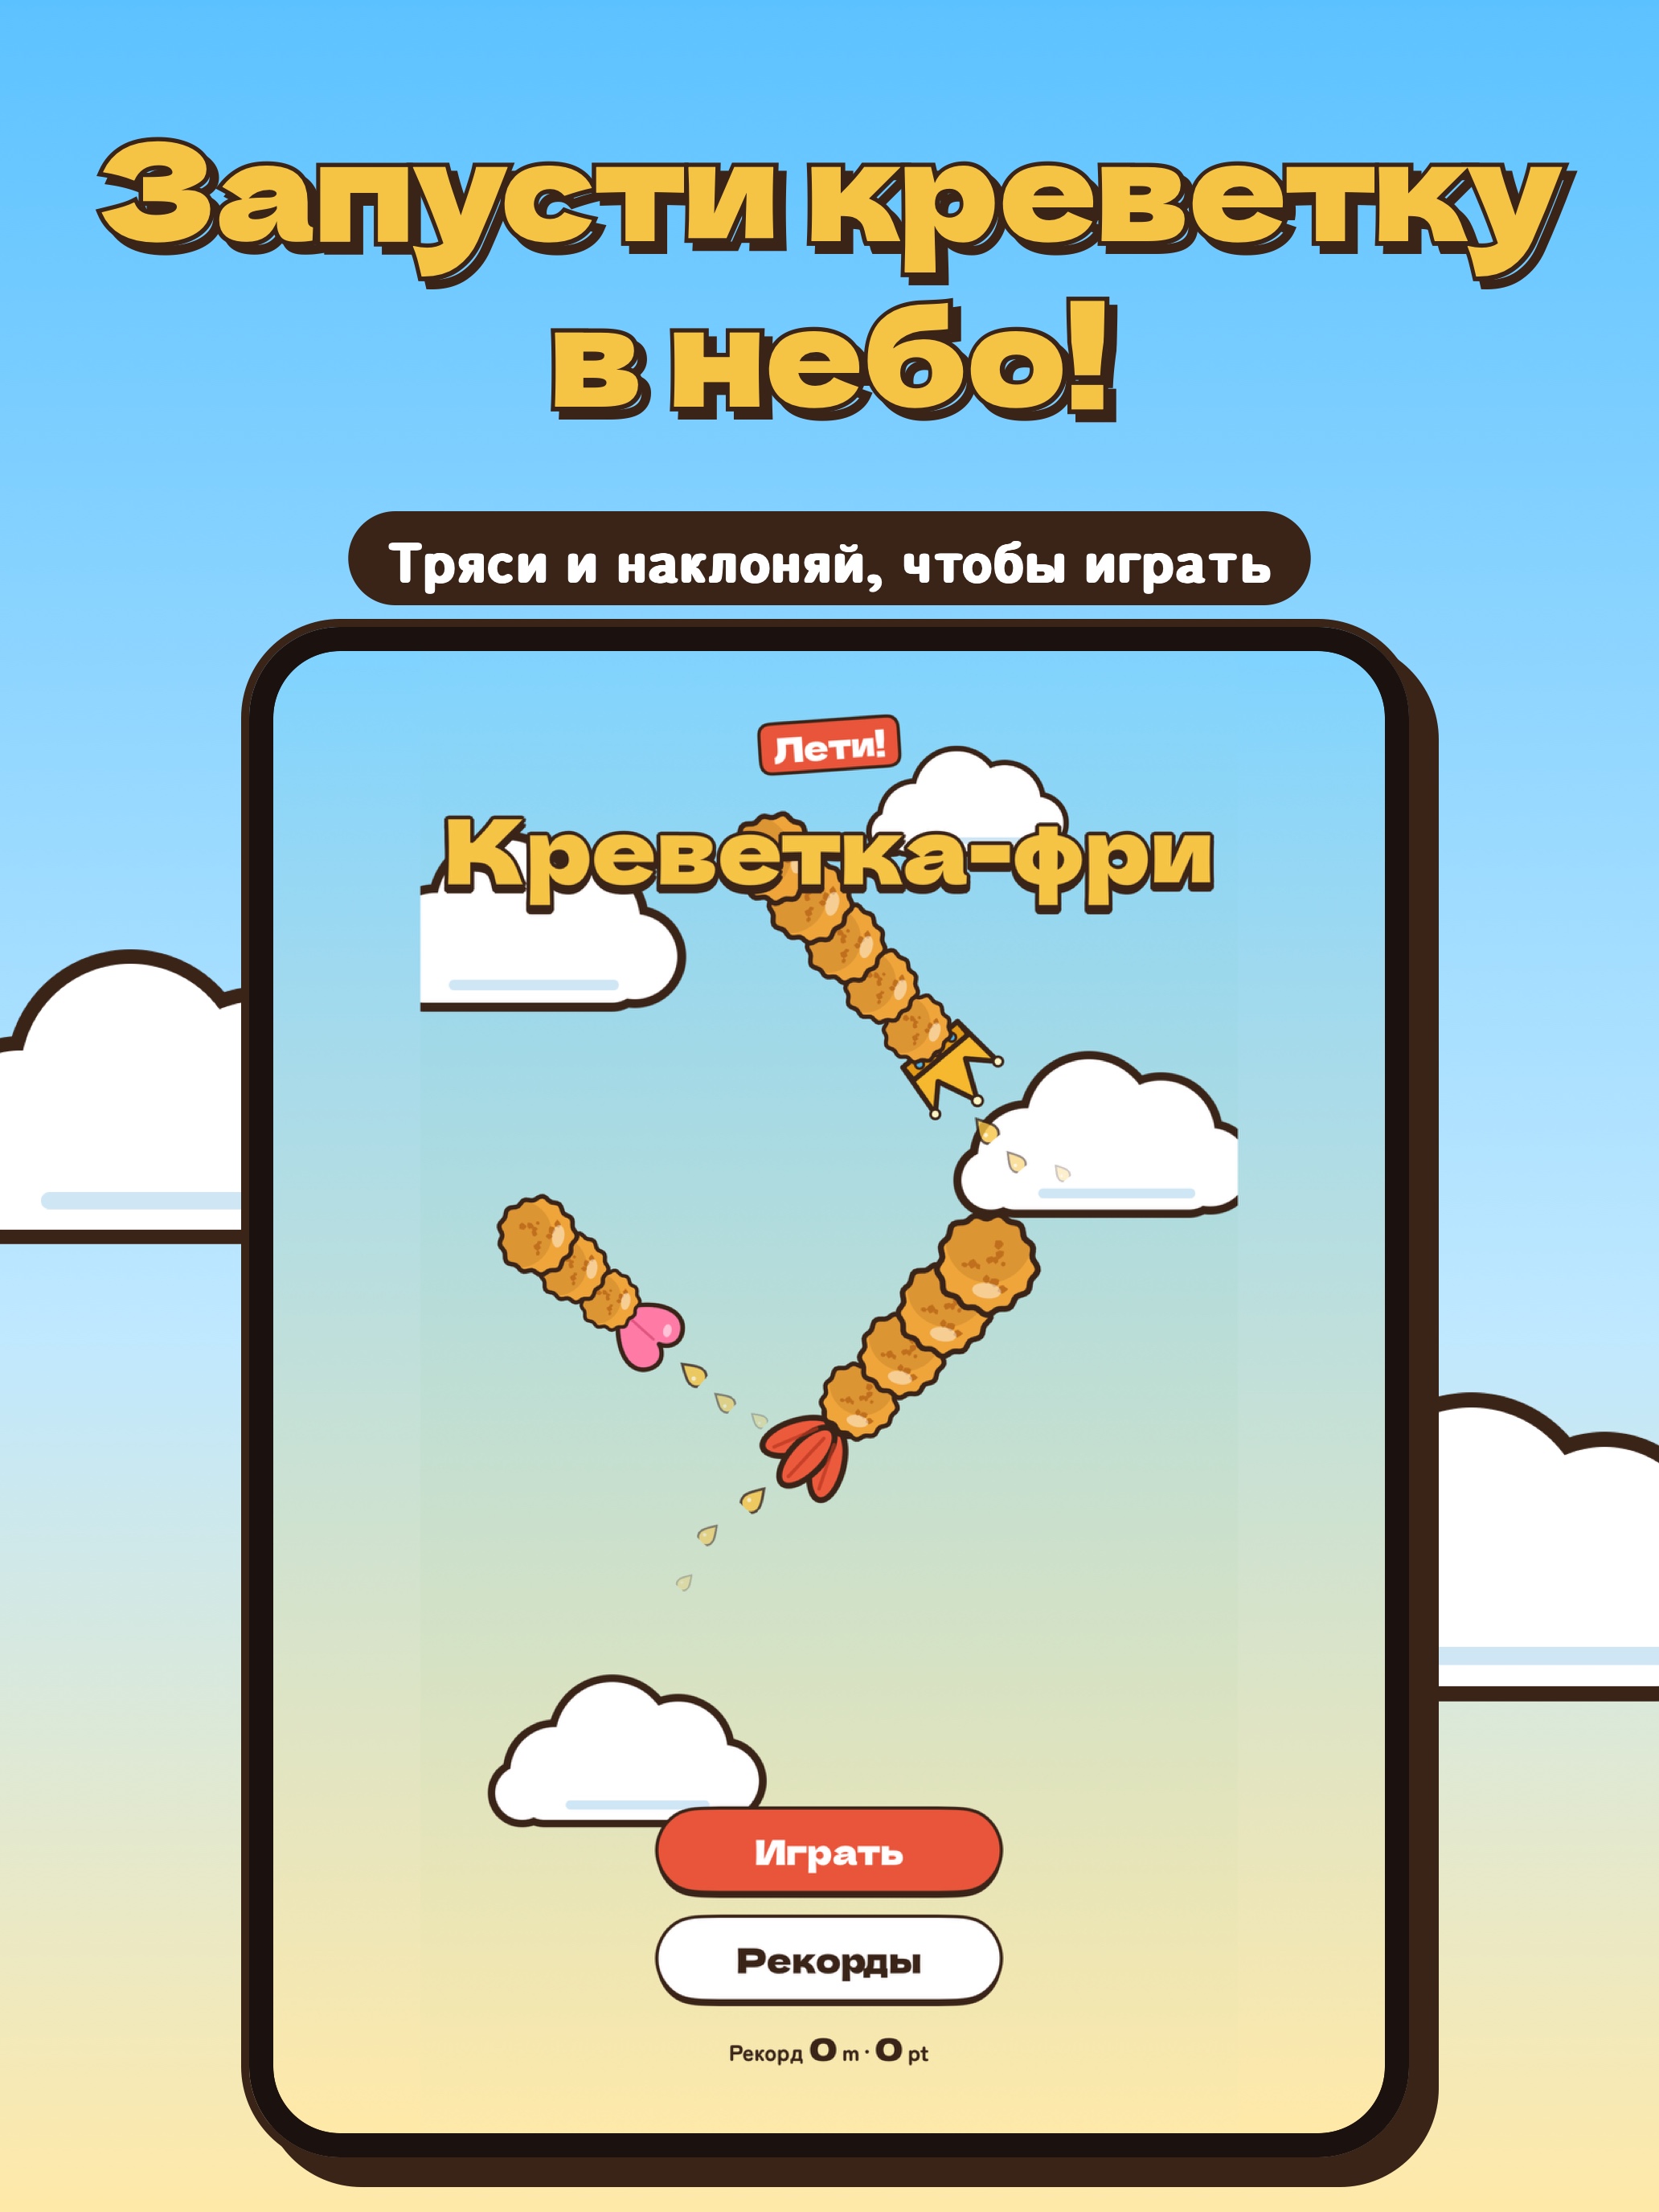 Запусти креветку
в небо!
Тряси и наклоняй, чтобы играть
Лети!
Креветка-фри
Играть
Рекорды
Рекорд 0 m · 0 pt